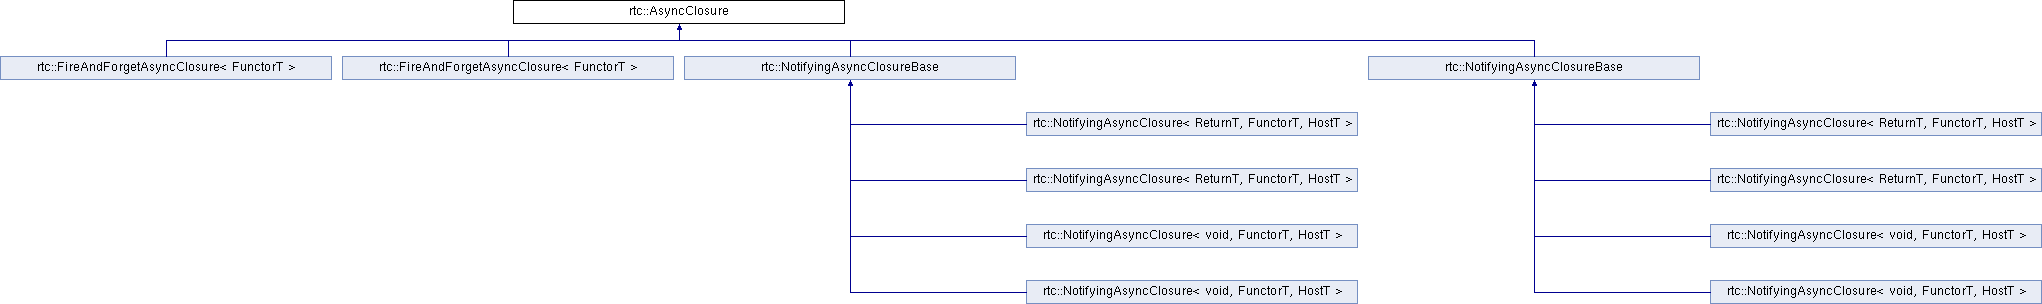 rtc::AsyncClosure
rtc::FireAndForgetAsyncClosure< FunctorT >
rtc::FireAndForgetAsyncClosure< FunctorT >
rtc::NotifyingAsyncClosureBase
rtc::NotifyingAsyncClosureBase
rtc::NotifyingAsyncClosure< ReturnT, FunctorT, HostT >
rtc::NotifyingAsyncClosure< ReturnT, FunctorT, HostT >
rtc::NotifyingAsyncClosure< ReturnT, FunctorT, HostT >
rtc::NotifyingAsyncClosure< ReturnT, FunctorT, HostT >
rtc::NotifyingAsyncClosure< void, FunctorT, HostT >
rtc::NotifyingAsyncClosure< void, FunctorT, HostT >
rtc::NotifyingAsyncClosure< void, FunctorT, HostT >
rtc::NotifyingAsyncClosure< void, FunctorT, HostT >